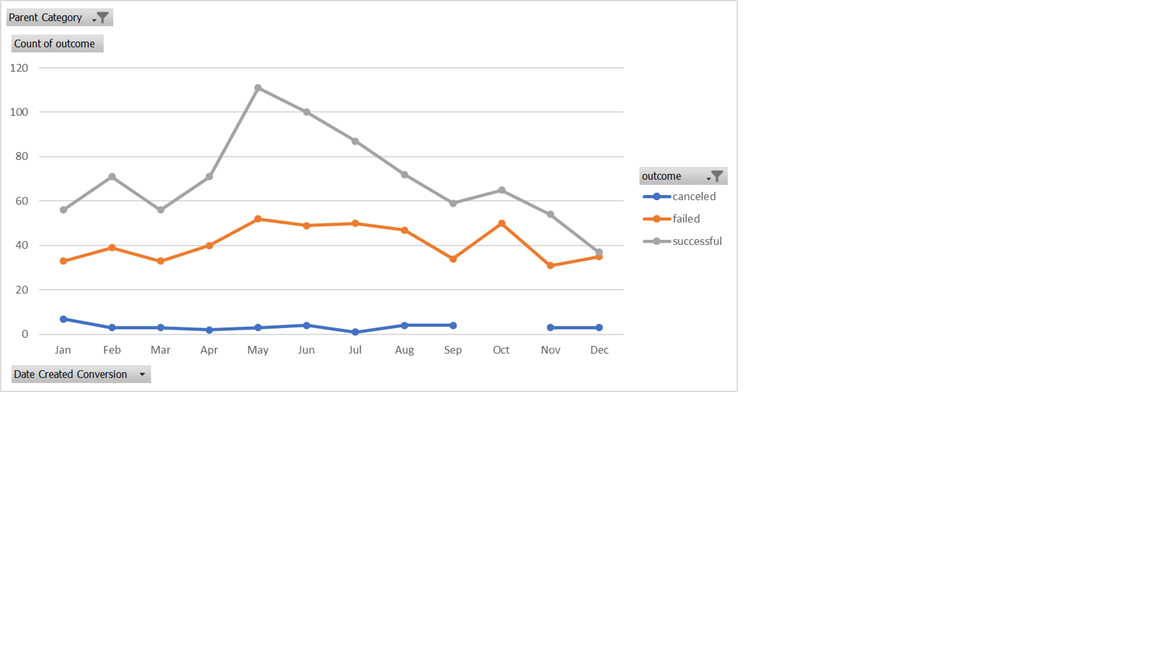 Parent Category
Count of outcome
120
100
80
60
40
20
0
Jan Feb Mar Apr May Jun Jul Aug Sep Oct Nov Dec
outcome
canceled
failed
successful
Date Created Conversion